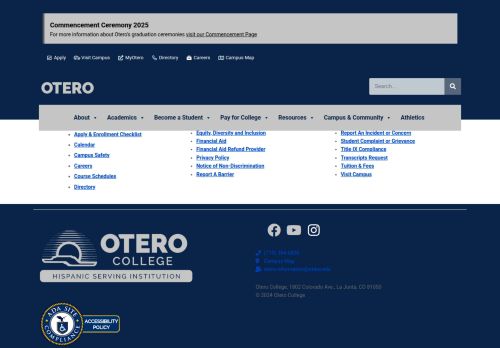 Commencement Ceremony 2025
For more information about Otero's graduation ceremonies visit our Commencement Page
Apply Visit Campus MyOtero Directory Careers Campus Map
OTERO
Search...
About Academics Become a Student Pay for College Resources Campus & Community Athletics
Apply & Enrollment Checklist
Calendar
Campus Safety
Careers
Course Schedules
Directory
Equity, Diversity and Inclusion
Financial Aid
Financial Aid Refund Provider
Privacy Policy
Notice of Non-Discrimination
Report A Barrier
Report An Incident or Concern
Student Complaint or Grievance
Title IX Compliance
Transcripts Request
Tuition & Fees
Visit Campus
OTERO
COLLEGE
HISPANIC SERVING INSTITUTION
Campus Map
Otero College, 1802 Colorado Ave., La Junta, CO 81050
© 2024 Otero College
ADA SITE COMPLIANCE
ACCESSIBILITY
POLICY